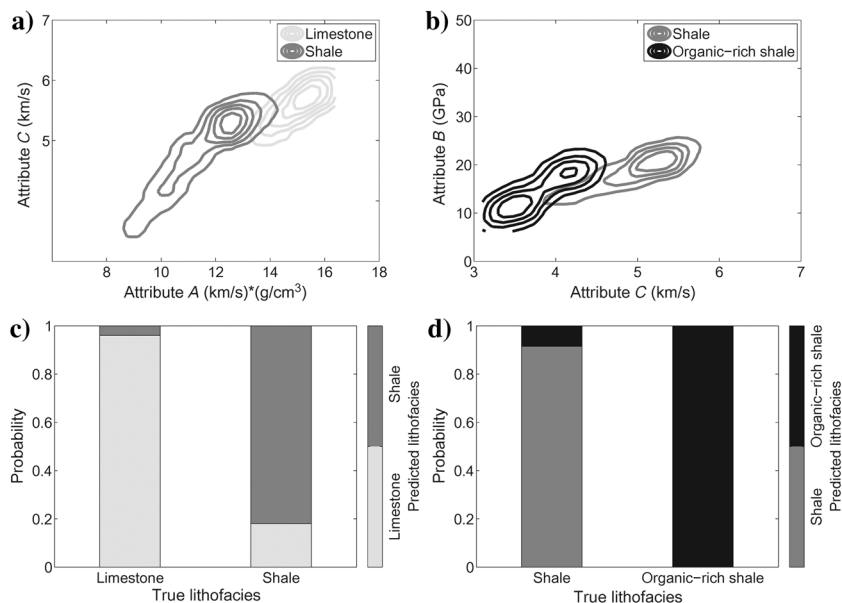 a)
7
6
5
Attribute C (km/s)
Limestone
Shale
8 10 12 14 16 18
Attribute A (km/s)*(g/cm³)
b)
50
40
30
20
10
0
Attribute B (GPa)
Shale
Organic−rich shale
3 4 5 6 7
Attribute C (km/s)
c)
1
0.8
0.6
0.4
0.2
0
Probability
Limestone Shale
True lithofacies
Limestone Shale
Predicted lithofacies
d)
1
0.8
0.6
0.4
0.2
0
Probability
Shale Organic−rich shale
True lithofacies
Shale Organic−rich shale
Predicted lithofacies